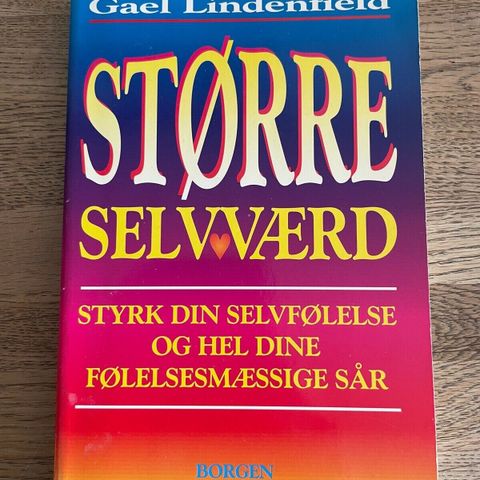 Gael Lindenfield
STØRRE
SELVVÆRD
STYRK DIN SELVFØLELSE
OG HEL DINE
FØLELSESMÆSSIGE SÅR
BORGEN